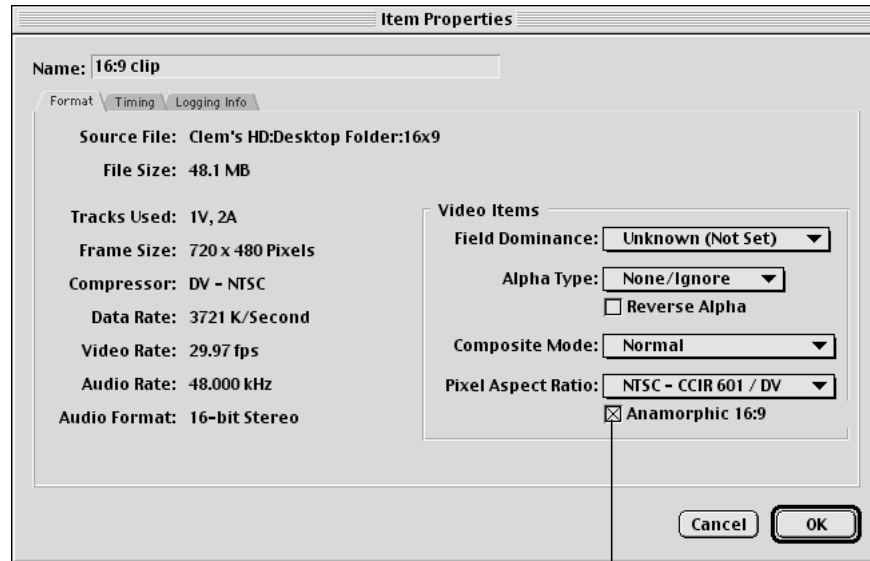 Item Properties
Name: 16:9 clip
Format Timing Logging Info
Source File: Clem's HD:Desktop Folder:16x9
File Size: 48.1 MB
Tracks Used: 1V, 2A
Frame Size: 720 x 480 Pixels
Compressor: DV – NTSC
Data Rate: 3721 K/Second
Video Rate: 29.97 fps
Audio Rate: 48.000 kHz
Audio Format: 16-bit Stereo
Video Items
Field Dominance: Unknown (Not Set)
Alpha Type: None/Ignore
Reverse Alpha
Composite Mode: Normal
Pixel Aspect Ratio: NTSC – CCIR 601 / DV
Anamorphic 16:9
Cancel OK